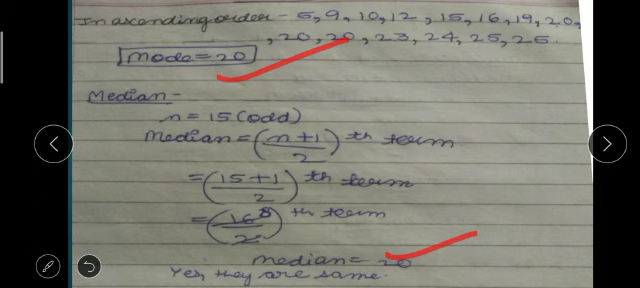 In ascending order - 5, 9, 10, 12, 15, 16, 19, 20,
, 20, 20, 23, 24, 25, 25.
mode = 20
Median -
n = 15 (odd)
Median = (n+1/2) th term
= (15+1/2) th term
= (16 8/2) th term
median = 20
Yes, they are same.